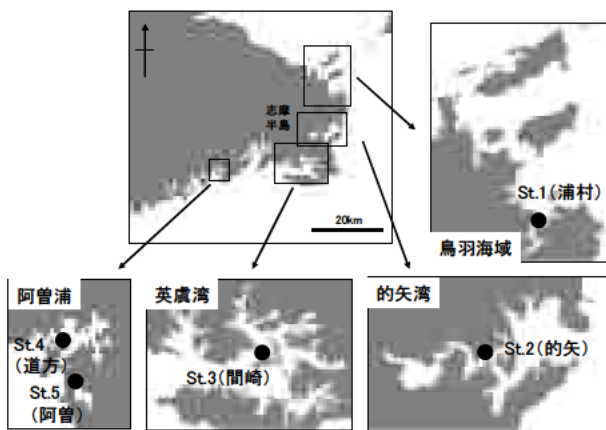 志摩
半島
20km
St.1(浦村)
鳥羽海域
阿曽浦
St.4
(道方)
St.5
(阿曽)
英虞湾
St.3(間崎)
的矢湾
St.2(的矢)